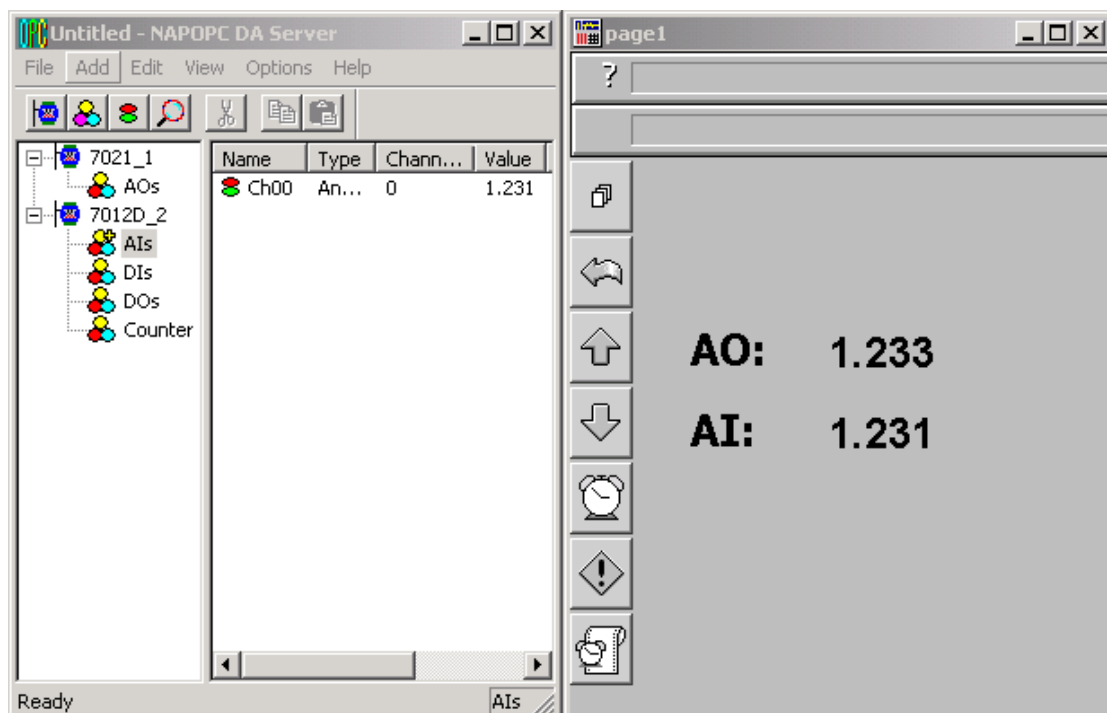 Untitled - NAPOPC DA Server
File Add Edit View Options Help
7021_1
AOs
7012D_2
AIs
DIs
DOs
Counter
Name Type Chann... Value
Ch00 An... 0 1.231
Ready AIs
page1
?
AO: 1.233
AI: 1.231